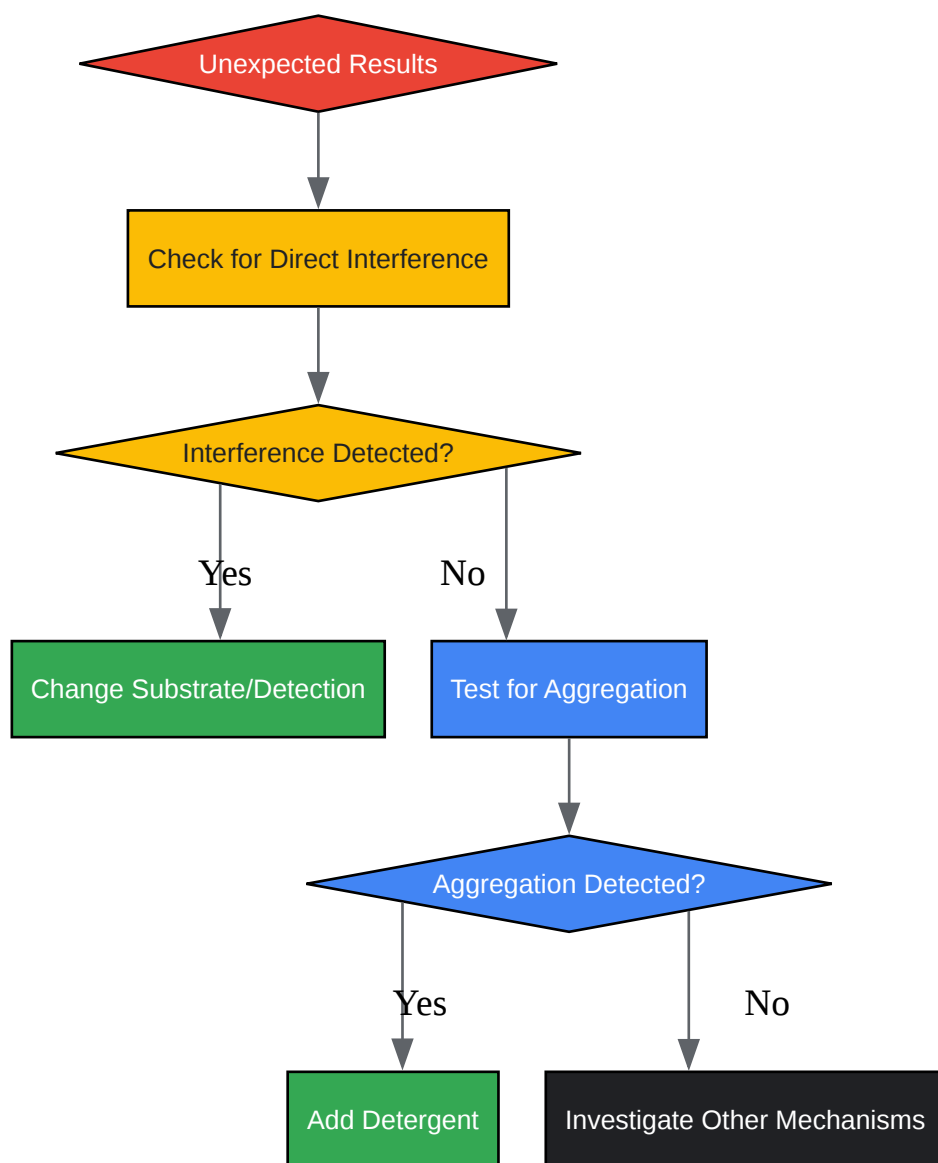 Unexpected Results
Check for Direct Interference
Interference Detected?
Yes
No
Change Substrate/Detection
Test for Aggregation
Aggregation Detected?
Yes
No
Add Detergent
Investigate Other Mechanisms